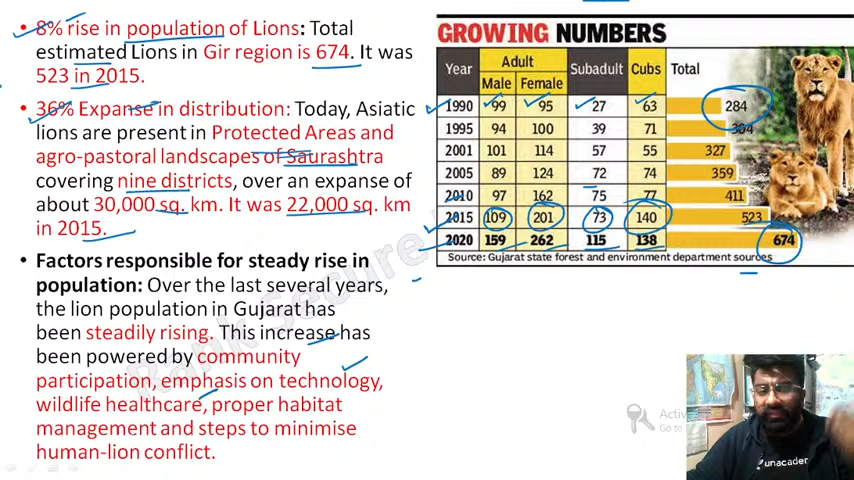 • 8% rise in population of Lions: Total
estimated Lions in Gir region is 674. It was
523 in 2015.
• 36% Expanse in distribution: Today, Asiatic
lions are present in Protected Areas and
agro-pastoral landscapes of Saurashtra
covering nine districts, over an expanse of
about 30,000 sq. km. It was 22,000 sq. km
in 2015.
• Factors responsible for steady rise in
population: Over the last several years,
the lion population in Gujarat has
been steadily rising. This increase has
been powered by community
participation, emphasis on technology,
wildlife healthcare, proper habitat
management and steps to minimise
human-lion conflict.
GROWING NUMBERS
Year Adult Subadult Cubs Total
Male Female
1990 99 95 27 63 284
1995 94 100 39 71 304
2001 101 114 57 55 327
2005 89 124 72 74 359
2010 97 162 75 77 411
2015 109 201 73 140 523
2020 159 262 115 138 674
Source: Gujarat state forest and environment department sources
Activ
Go to
unacader